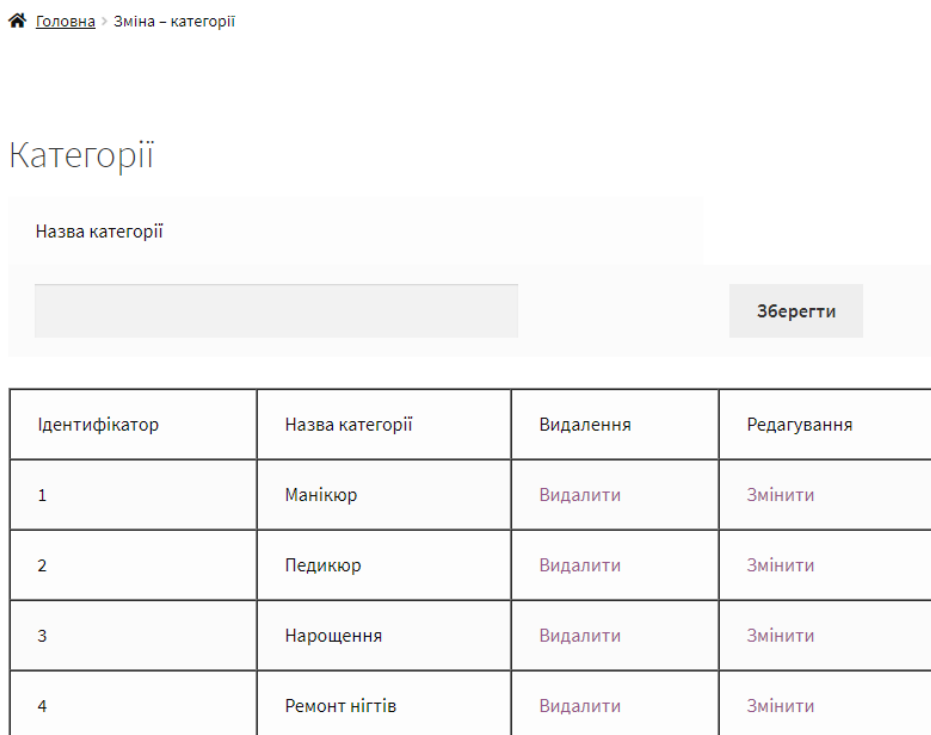 Головна > Зміна – категорії
Категорії
Назва категорії
Зберегти
Ідентифікатор Назва категорії Видалення Редагування
1 Манікюр Видалити Змінити
2 Педикюр Видалити Змінити
3 Нарощення Видалити Змінити
4 Ремонт нігтів Видалити Змінити